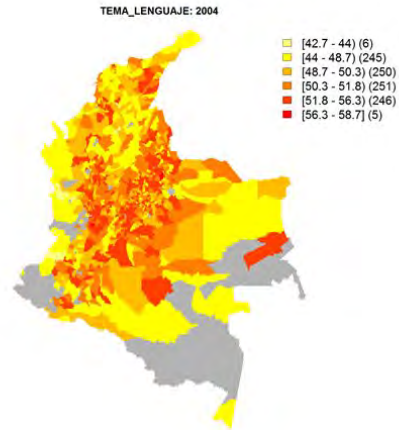 TEMA_LENGUAJE: 2004
[42.7 - 44) (6)
[44 - 48.7) (245)
[48.7 - 50.3) (250)
[50.3 - 51.8) (251)
[51.8 - 56.3) (246)
[56.3 - 58.7] (5)